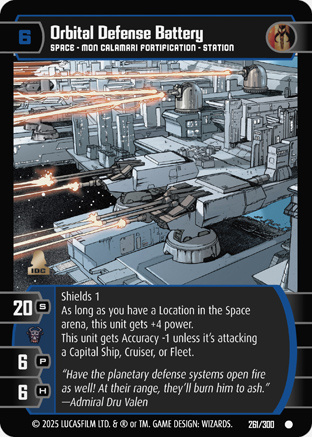 6
Orbital Defense Battery
SPACE - MON CALAMARI FORTIFICATION - STATION
IBC
20 S
Shields 1
As long as you have a Location in the Space
arena, this unit gets +4 power.
This unit gets Accuracy -1 unless it's attacking
a Capital Ship, Cruiser, or Fleet.
6 P
6 H
"Have the planetary defense systems open fire
as well! At their range, they'll burn him to ash."
—Admiral Dru Valen
© 2025 LUCASFILM LTD. & ® or TM. GAME DESIGN: WIZARDS.
261/300